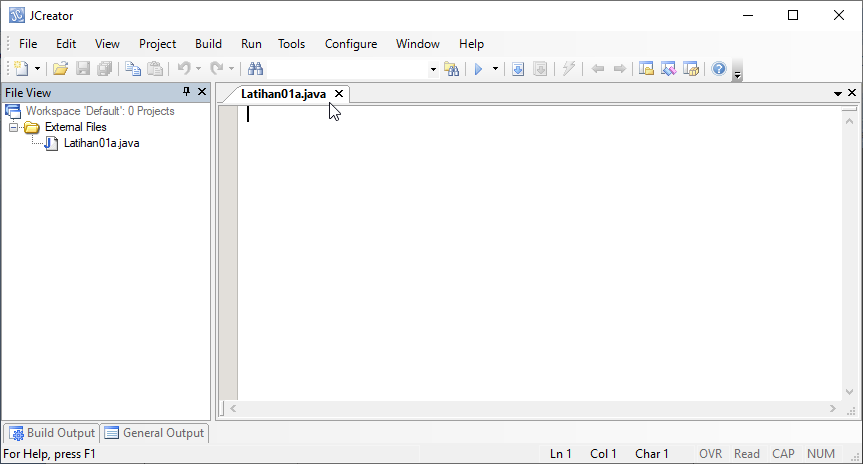 JCreator
File Edit View Project Build Run Tools Configure Window Help
File View
Latihan01a.java
Workspace 'Default': 0 Projects
External Files
Latihan01a.java
Build Output General Output
For Help, press F1 Ln 1 Col 1 Char 1 OVR Read CAP NUM